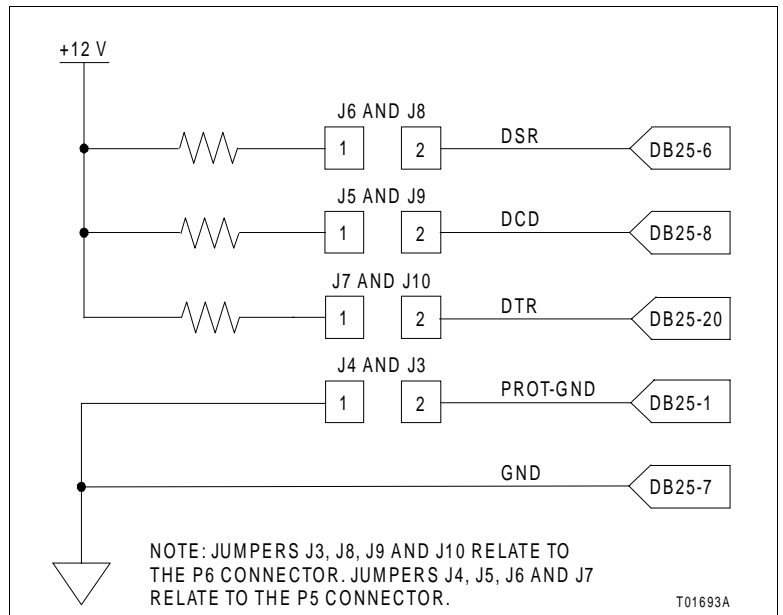 +12 V
J6 AND J8
1 2 DSR DB25-6
J5 AND J9
1 2 DCD DB25-8
J7 AND J10
1 2 DTR DB25-20
J4 AND J3
1 2 PROT-GND DB25-1
GND DB25-7
NOTE: JUMPERS J3, J8, J9 AND J10 RELATE TO
THE P6 CONNECTOR. JUMPERS J4, J5, J6 AND J7
RELATE TO THE P5 CONNECTOR.
T01693A